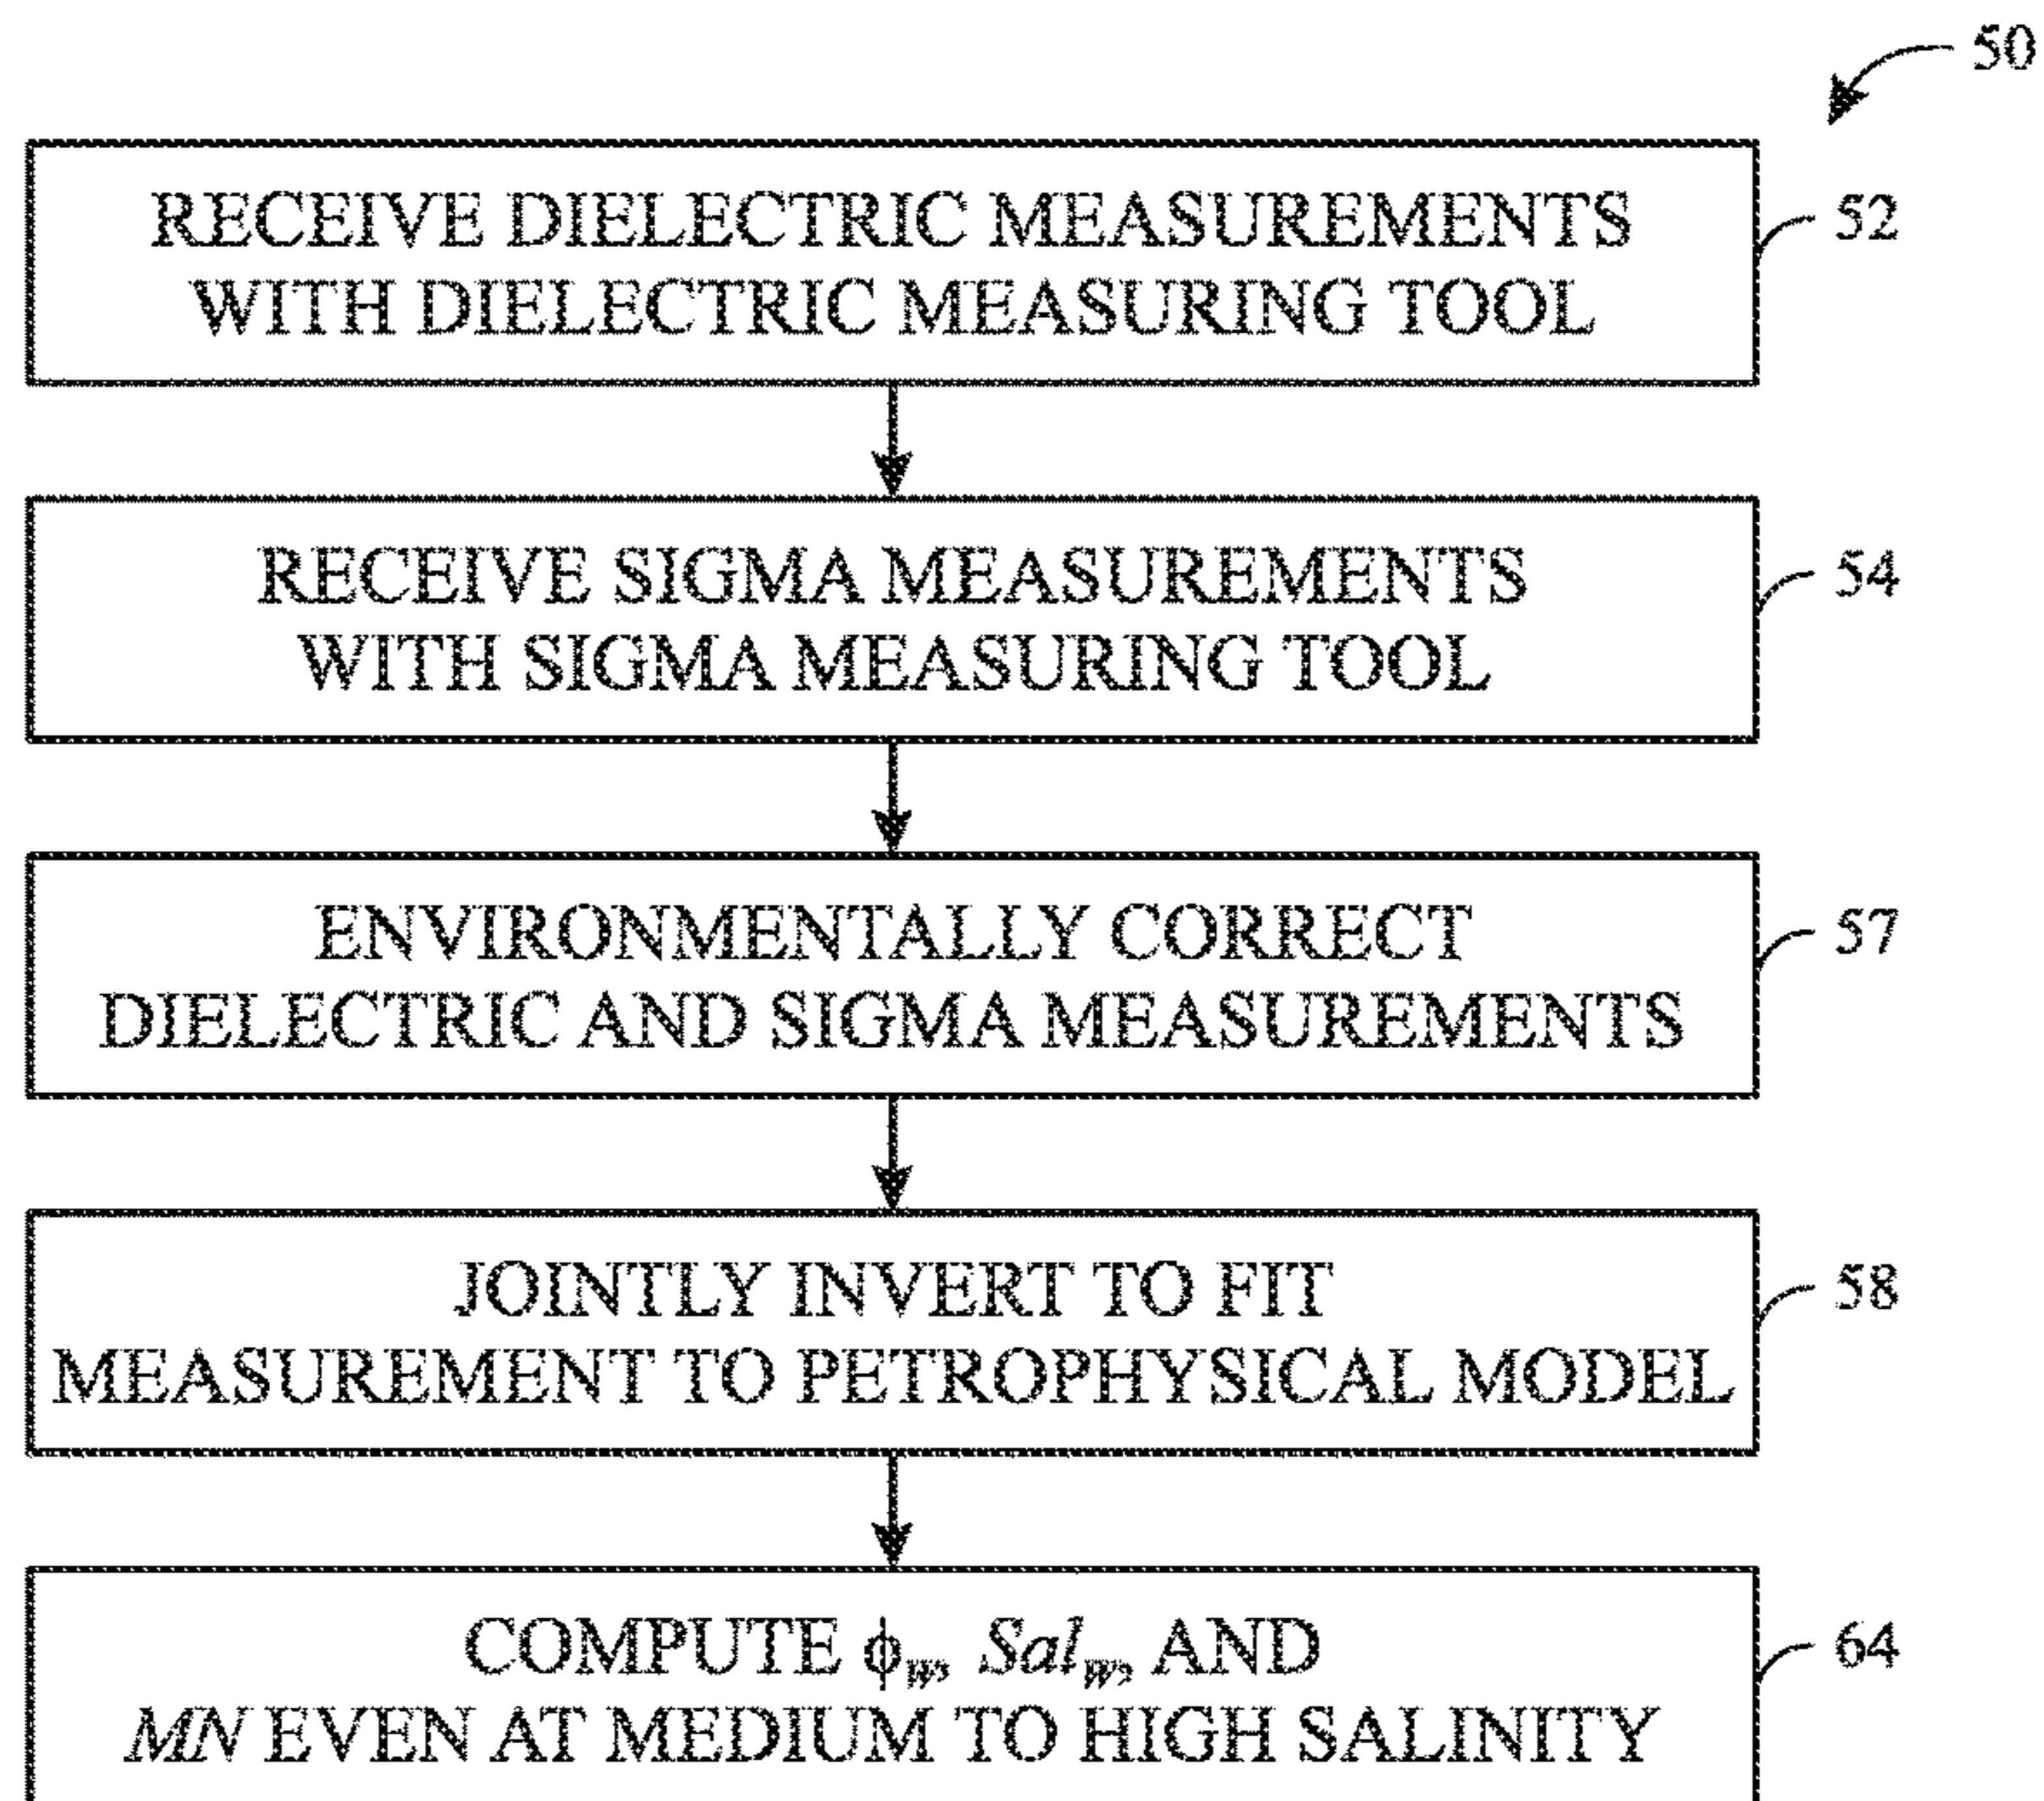 50
RECEIVE DIELECTRIC MEASUREMENTS
WITH DIELECTRIC MEASURING TOOL
52
RECEIVE SIGMA MEASUREMENTS
WITH SIGMA MEASURING TOOL
54
ENVIRONMENTALLY CORRECT
DIELECTRIC AND SIGMA MEASUREMENTS
57
JOINTLY INVERT TO FIT
MEASUREMENT TO PETROPHYSICAL MODEL
58
COMPUTE ϕw, Salw, AND
MN EVEN AT MEDIUM TO HIGH SALINITY
64